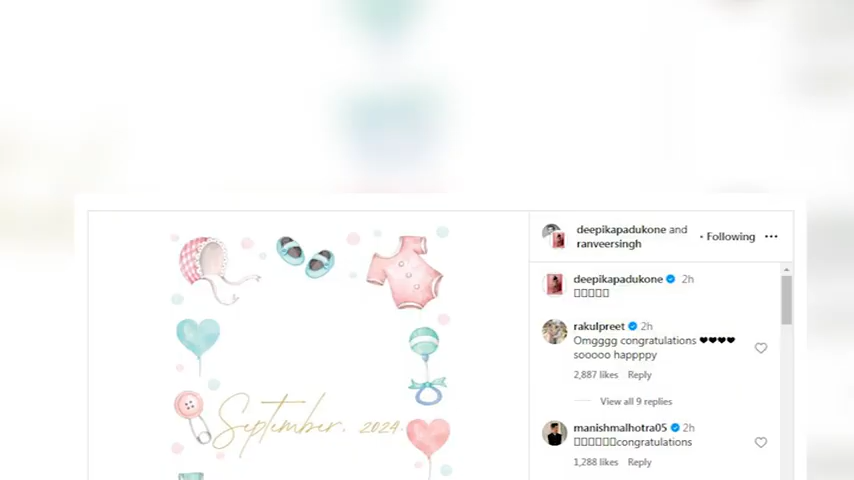 deepikapadukone and
ranveersingh
• Following •••
deepikapadukone 2h
rakulpreet 2h
Omgggg congratulations ♥♥♥♥
sooooo happppy
2,887 likes Reply
View all 9 replies
manishmalhotra05 2h
congratulations
1,288 likes Reply
September. 2024.